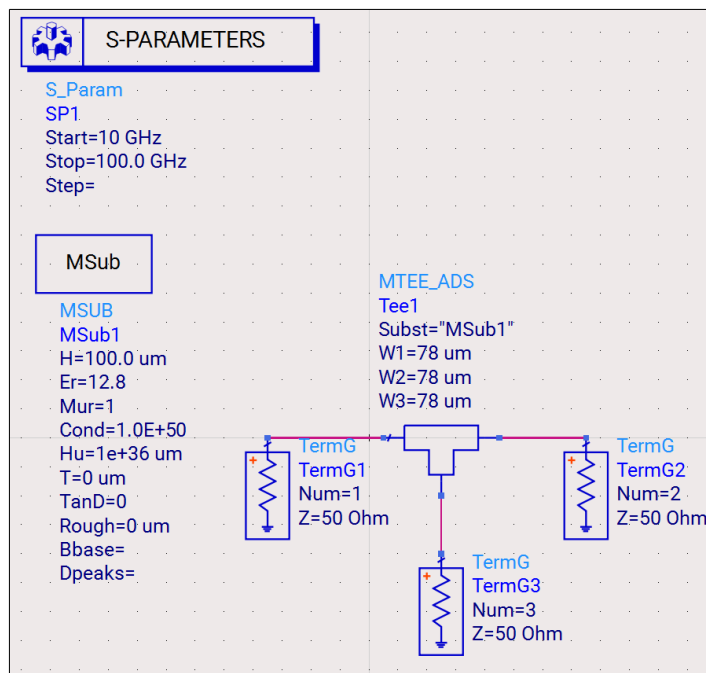 S-PARAMETERS
S_Param
SP1
Start=10 GHz
Stop=100.0 GHz
Step=
MSub
MSUB
MSub1
H=100.0 um
Er=12.8
Mur=1
Cond=1.0E+50
Hu=1e+36 um
T=0 um
TanD=0
Rough=0 um
Bbase=
Dpeaks=
MTEE_ADS
Tee1
Subst="MSub1"
W1=78 um
W2=78 um
W3=78 um
+
TermG
TermG1
Num=1
Z=50 Ohm
+
TermG
TermG2
Num=2
Z=50 Ohm
+
TermG
TermG3
Num=3
Z=50 Ohm